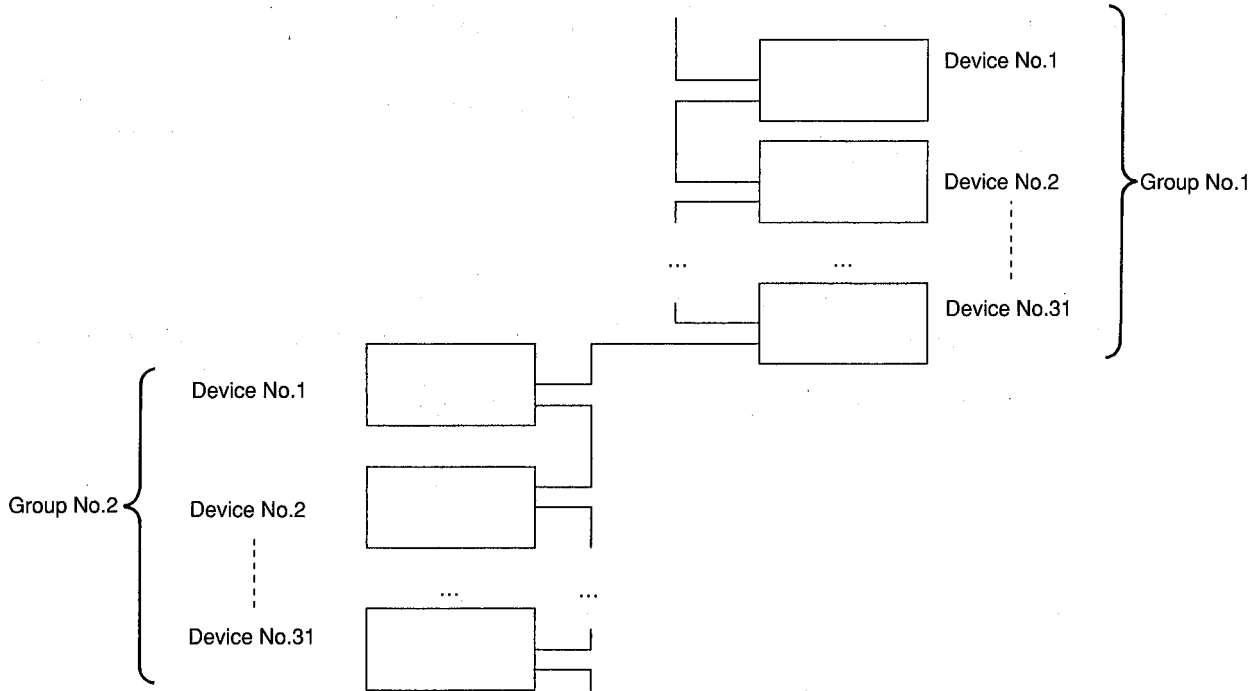 Device No.1
Device No.2
Group No.1
...
...
Device No.31
Device No.1
Group No.2
Device No.2
...
...
Device No.31